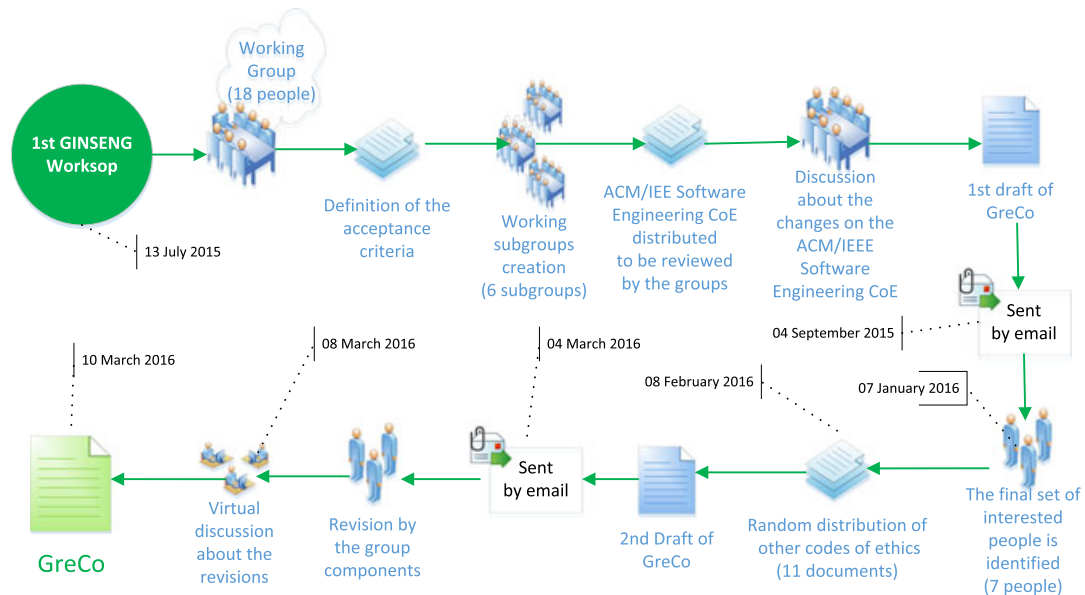 Working
Group
(18 people)
1st GINSENG
Worksop
13 July 2015
Definition of the
acceptance
criteria
Working
subgroups
creation
(6 subgroups)
ACM/IEE Software
Engineering CoE
distributed
to be reviewed
by the groups
Discussion
about the
changes on the
ACM/IEEE
Software
Engineering CoE
1st draft of
GreCo
Sent
by email
04 September 2015
07 January 2016
The final set of
interested
people is
identified
(7 people)
08 February 2016
Random distribution of
other codes of ethics
(11 documents)
2nd Draft of
GreCo
04 March 2016
Sent
by email
Revision by
the group
components
08 March 2016
Virtual
discussion
about the
revisions
10 March 2016
GreCo